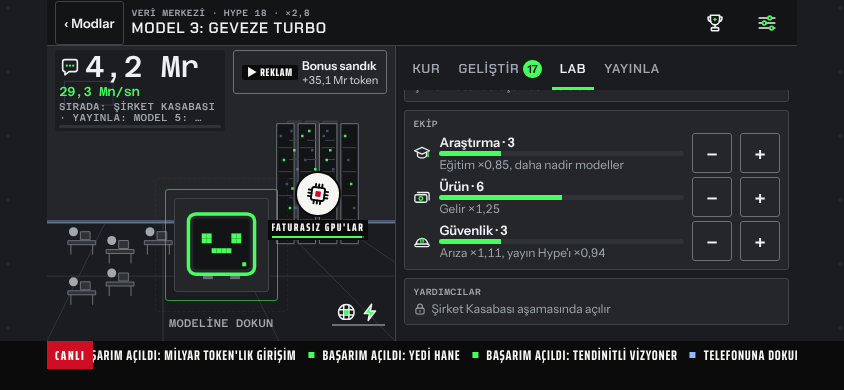 ‹ Modlar
VERİ MERKEZİ · HYPE 18 · ×2,8
MODEL 3: GEVEZE TURBO
4,2 Mr
29,3 Mn/sn
SIRADA: ŞİRKET KASABASI
· YAYINLA: MODEL 5: …
REKLAM
Bonus sandık
+35,1 Mr token
FATURASIZ GPU'LAR
MODELİNE DOKUN
KUR GELİŞTİR 17 LAB YAYINLA
EKİP
Araştırma · 3
Eğitim ×0,85, daha nadir modeller
− +
Ürün · 6
Gelir ×1,25
− +
Güvenlik · 3
Arıza ×1,11, yayın Hype'ı ×0,94
− +
YARDIMCILAR
Şirket Kasabası aşamasında açılır
CANLI ŞARIM AÇILDI: MİLYAR TOKEN'LIK GİRİŞİM ■ BAŞARIM AÇILDI: YEDİ HANE ■ BAŞARIM AÇILDI: TENDİNİTLİ VİZYONER ■ TELEFONUNA DOKUI